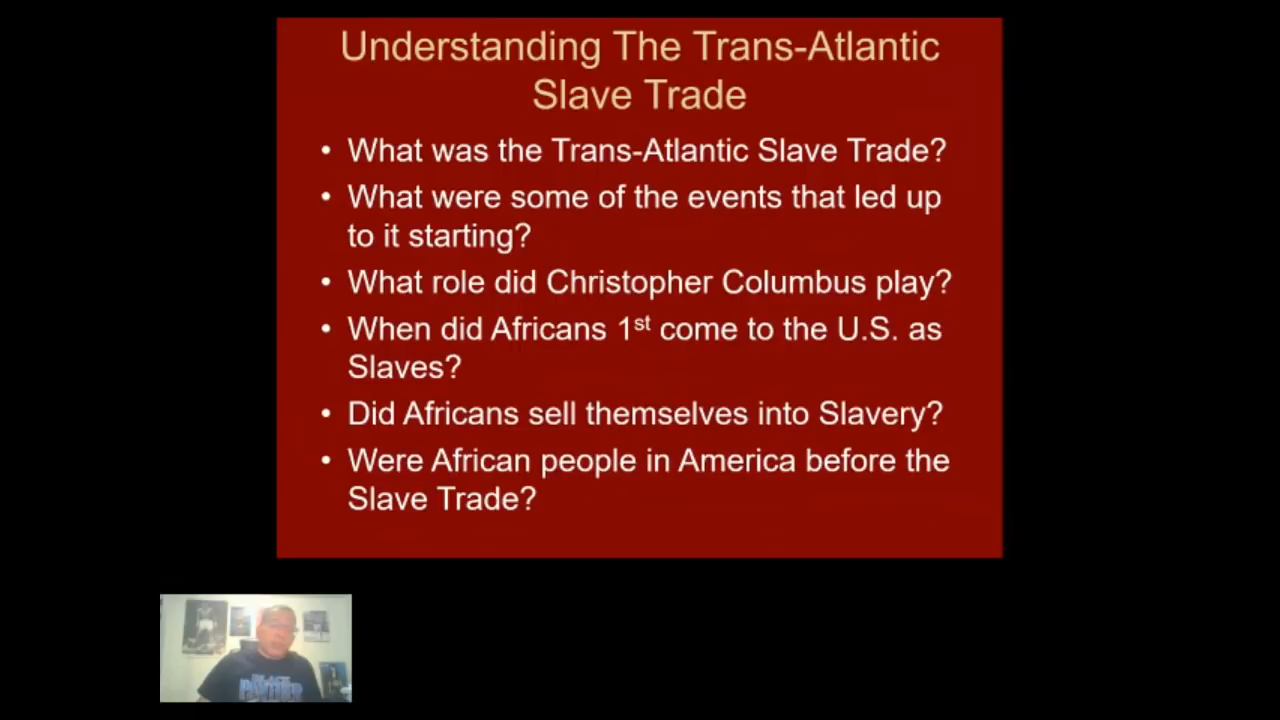 Understanding The Trans-Atlantic
Slave Trade
• What was the Trans-Atlantic Slave Trade?
• What were some of the events that led up
to it starting?
• What role did Christopher Columbus play?
• When did Africans 1st come to the U.S. as
Slaves?
• Did Africans sell themselves into Slavery?
• Were African people in America before the
Slave Trade?
BLACK
PANTHER